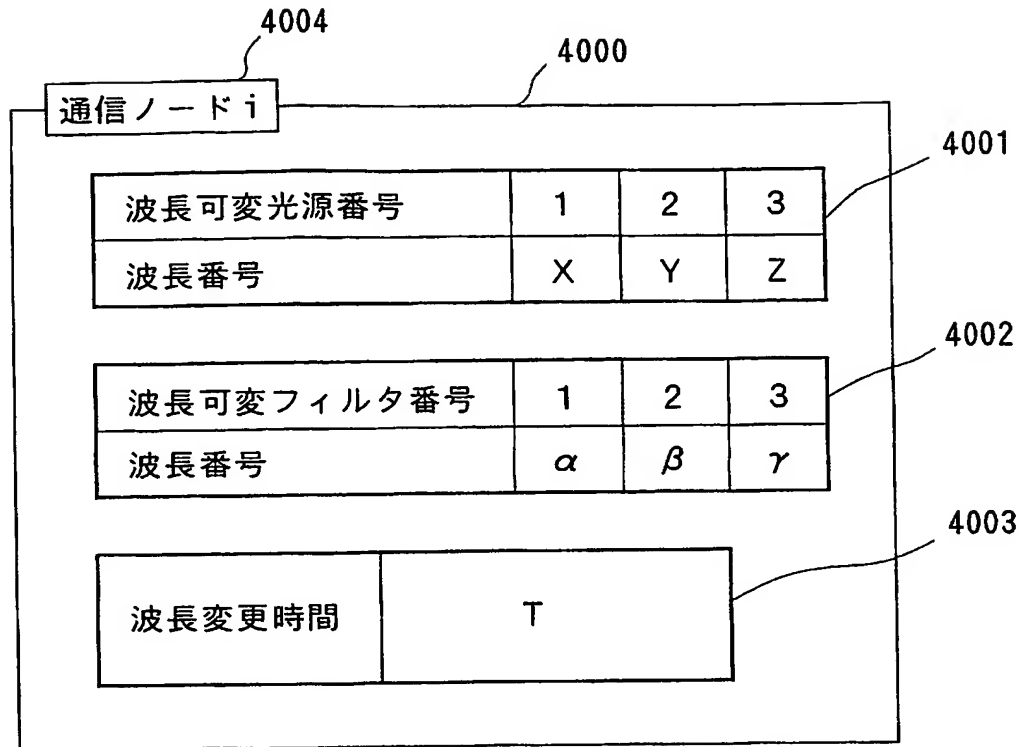 4004
4000
通信ノードi
4001
波長可変光源番号 1 2 3
波長番号 X Y Z
4002
波長可変フィルタ番号 1 2 3
波長番号 α β γ
4003
波長変更時間 T